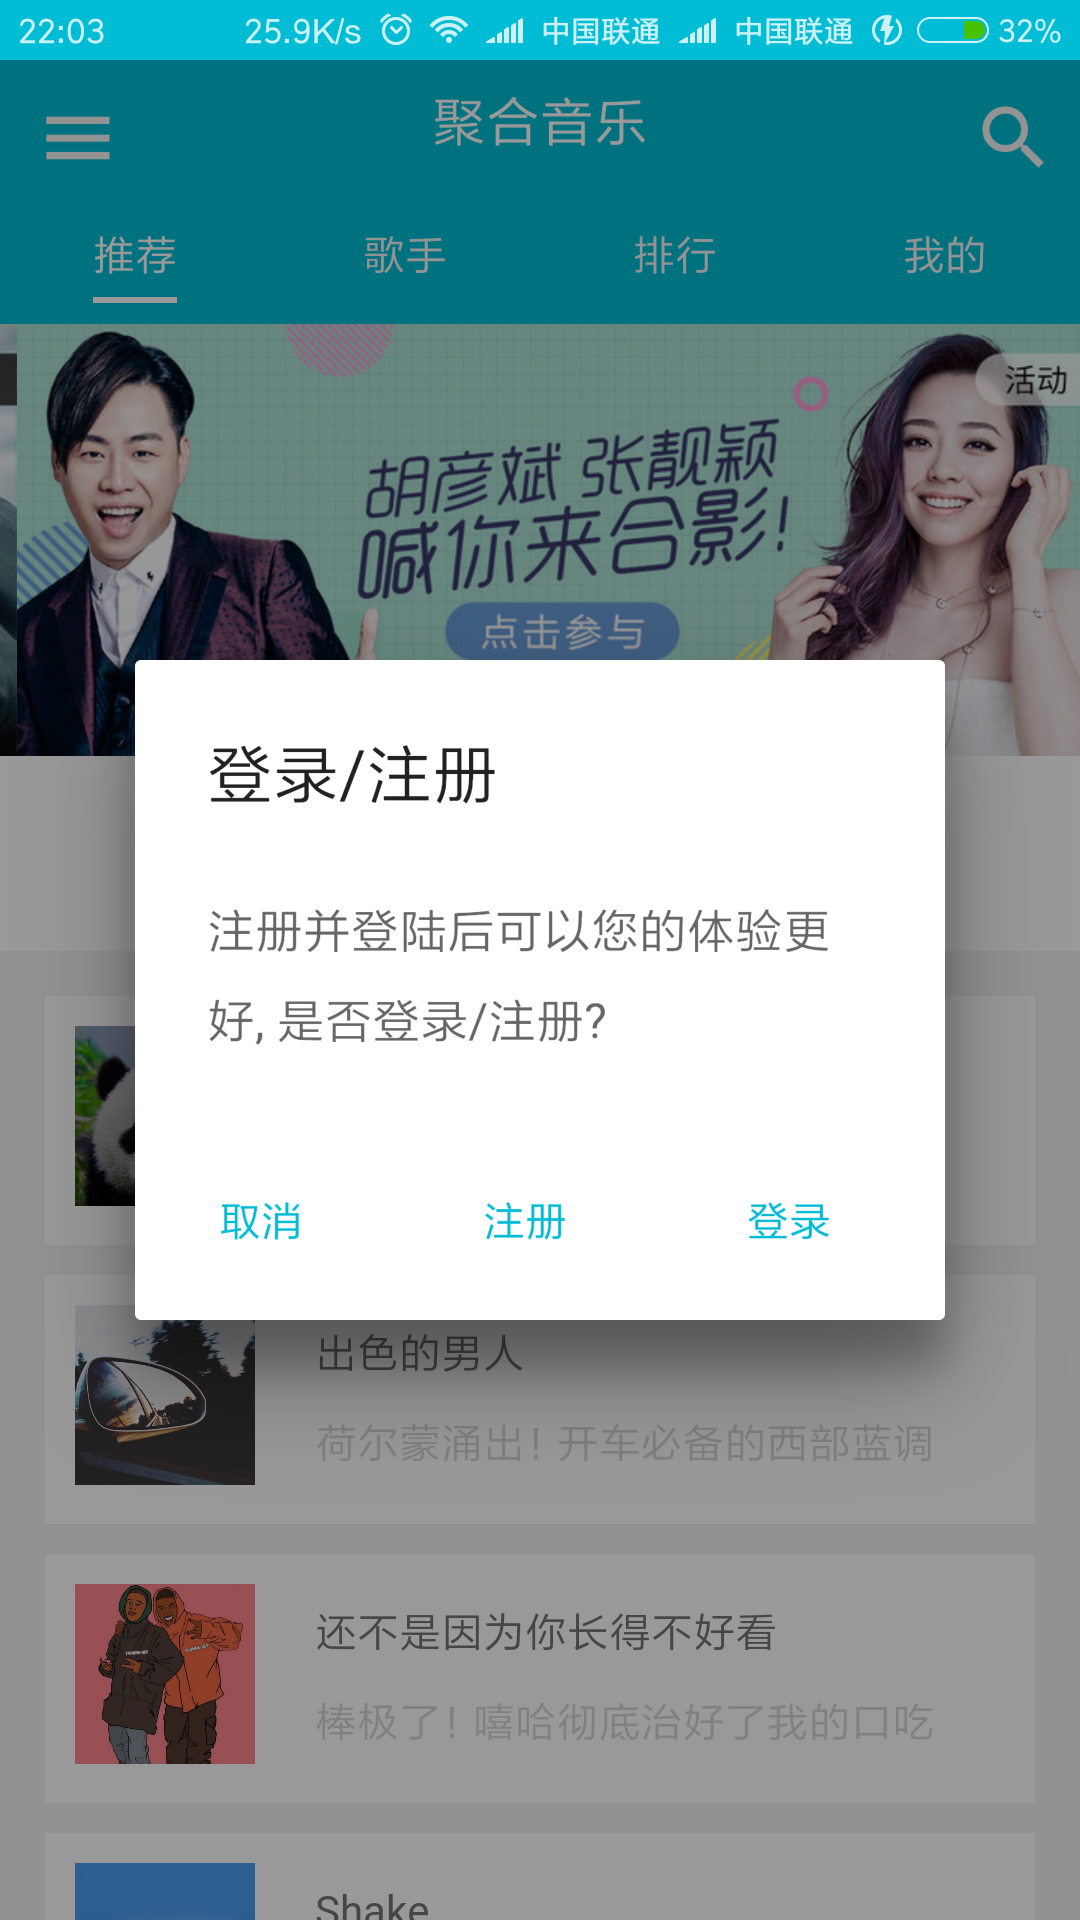 22:03 25.9K/s 中国联通 中国联通 32%
聚合音乐
推荐 歌手 排行 我的
活动
胡彦斌 张靓颖
喊你来合影!
点击参与
登录/注册
注册并登陆后可以您的体验更
好, 是否登录/注册?
取消 注册 登录
出色的男人
荷尔蒙涌出! 开车必备的西部蓝调
还不是因为你长得不好看
棒极了! 嘻哈彻底治好了我的口吃
Shake